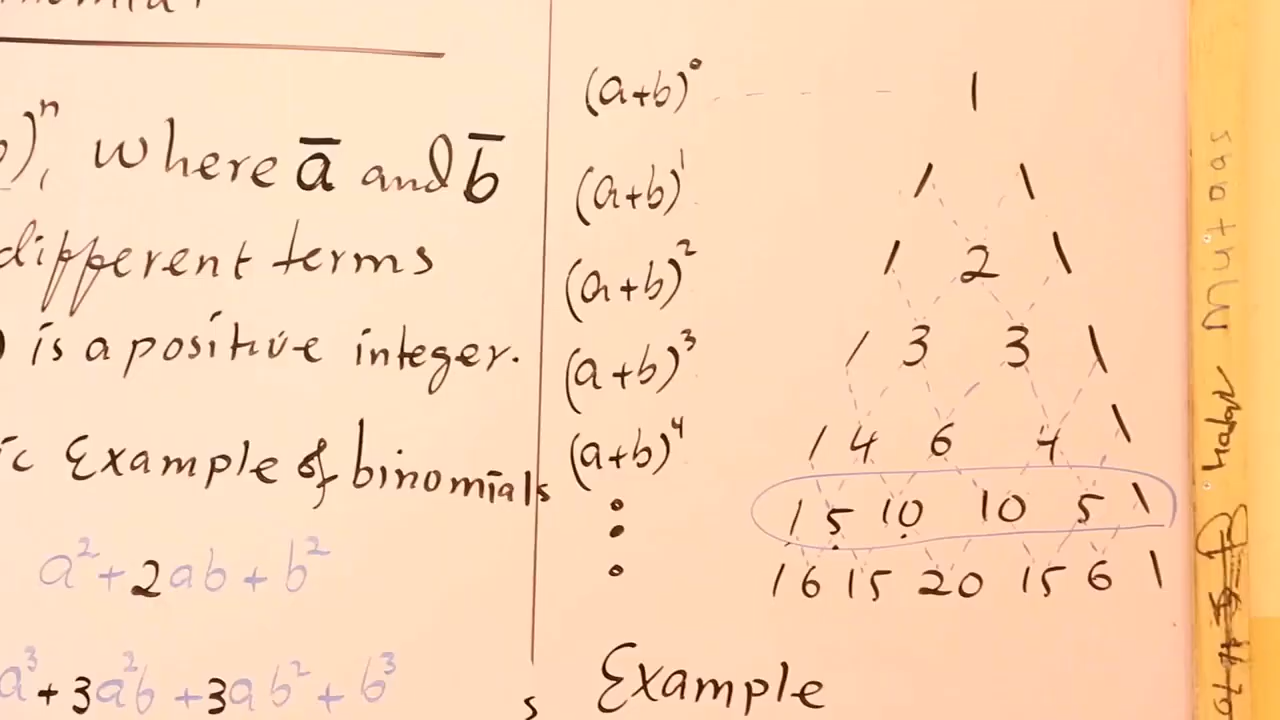 )ⁿ, where a̅ and b̅
different terms
is a positive integer.
Example of binomials
a² + 2ab + b²
a³ + 3a²b + 3ab² + b³
(a+b)⁰ - - - - 1
(a+b)¹ 1 1
(a+b)² 1 2 1
(a+b)³ 1 3 3 1
(a+b)⁴ 1 4 6 4 1
1 5 10 10 5 1
1 6 15 20 15 6 1
Example
Mutaas